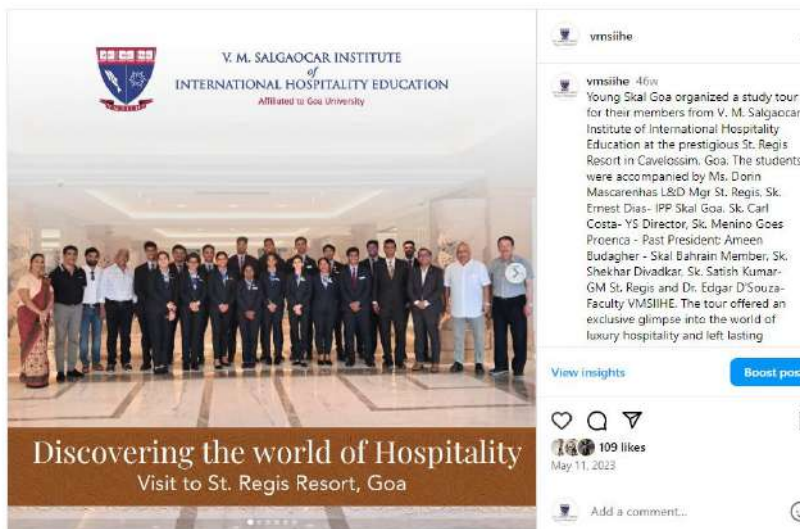 V. M. SALGAOCAR INSTITUTE
of
INTERNATIONAL HOSPITALITY EDUCATION
Affiliated to Goa University
VMSIIHE
Discovering the world of Hospitality
Visit to St. Regis Resort, Goa
vmsiihe
vmsiihe 46w
Young Skal Goa organized a study tour
for their members from V. M. Salgaocar
Institute of International Hospitality
Education at the prestigious St. Regis
Resort in Cavelossim, Goa. The students
were accompanied by Ms. Dorin
Mascarenhas L&D Mgr St. Regis, Sk.
Ernest Dias- IPP Skal Goa, Sk. Carl
Costa- YS Director, Sk. Menino Goes
Proenca - Past President: Ameen
Budagher - Skal Bahrain Member, Sk.
Shekhar Divadkar, Sk. Satish Kumar-
GM St. Regis and Dr. Edgar D'Souza-
Faculty VMSIIHE. The tour offered an
exclusive glimpse into the world of
luxury hospitality and left lasting
View insights
Boost pos
109 likes
May 11, 2023
Add a comment...